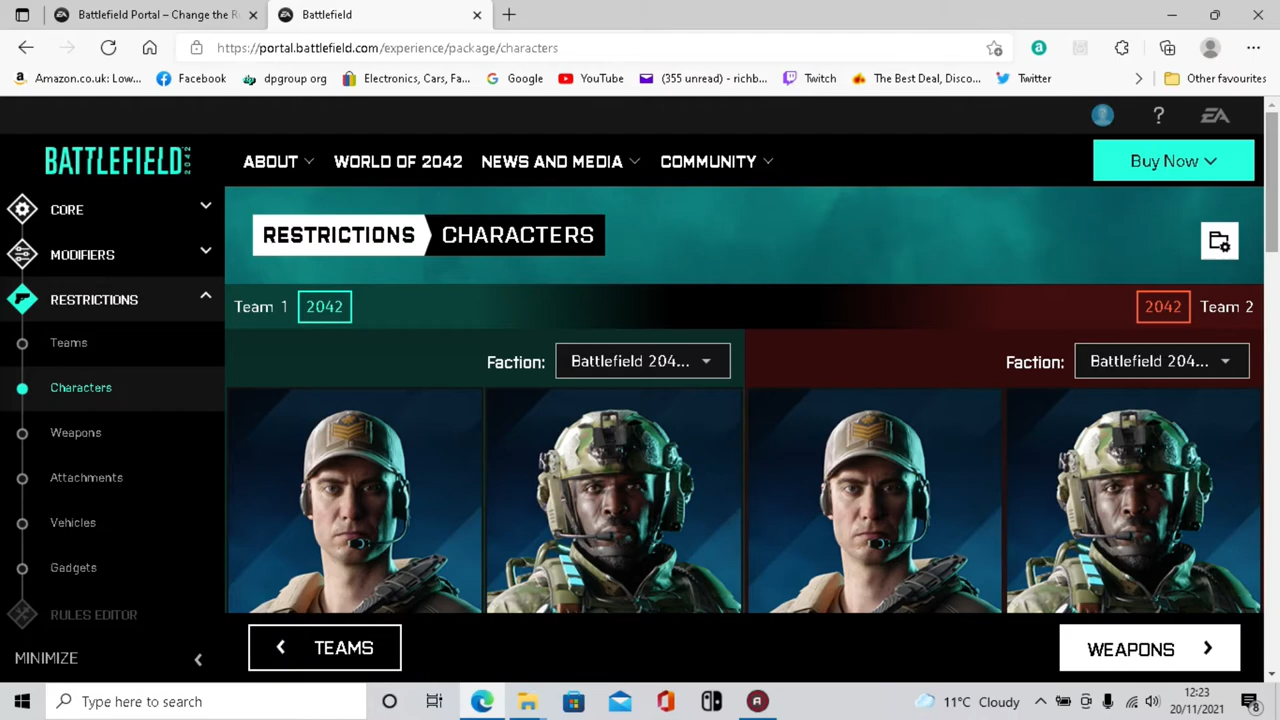 Battlefield Portal – Change the R
Battlefield
https://portal.battlefield.com/experience/package/characters
Amazon.co.uk: Low...
Facebook
dpgroup org
Electronics, Cars, Fa...
Google
YouTube
(355 unread) - richb...
Twitch
The Best Deal, Disco...
Twitter
Other favourites
?
EA
BATTLEFIELD 2042
ABOUT
WORLD OF 2042
NEWS AND MEDIA
COMMUNITY
Buy Now
CORE
MODIFIERS
RESTRICTIONS
Teams
Characters
Weapons
Attachments
Vehicles
Gadgets
RULES EDITOR
MINIMIZE
RESTRICTIONS CHARACTERS
Team 1 2042
2042 Team 2
Faction: Battlefield 204...
Faction: Battlefield 204...
TEAMS
WEAPONS
Type here to search
11°C Cloudy
12:23
20/11/2021
8